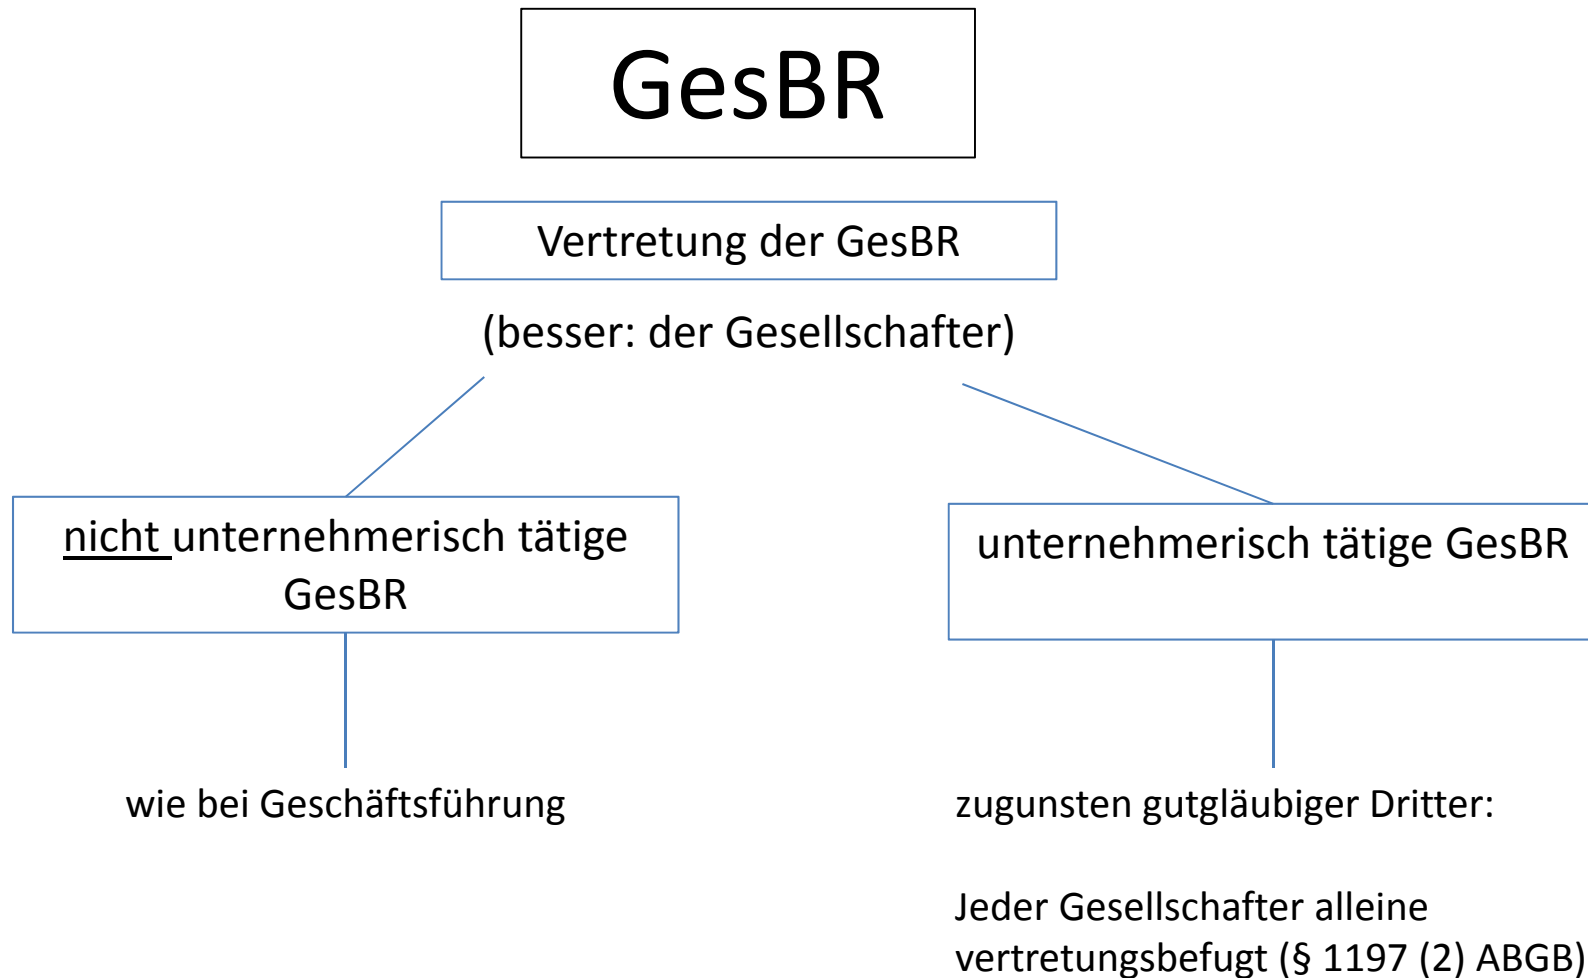 GesBR
Vertretung der GesBR
(besser: der Gesellschafter)
nicht unternehmerisch tätige
GesBR
unternehmerisch tätige GesBR
wie bei Geschäftsführung
zugunsten gutgläubiger Dritter:
Jeder Gesellschafter alleine
vertretungsbefugt (§ 1197 (2) ABGB)